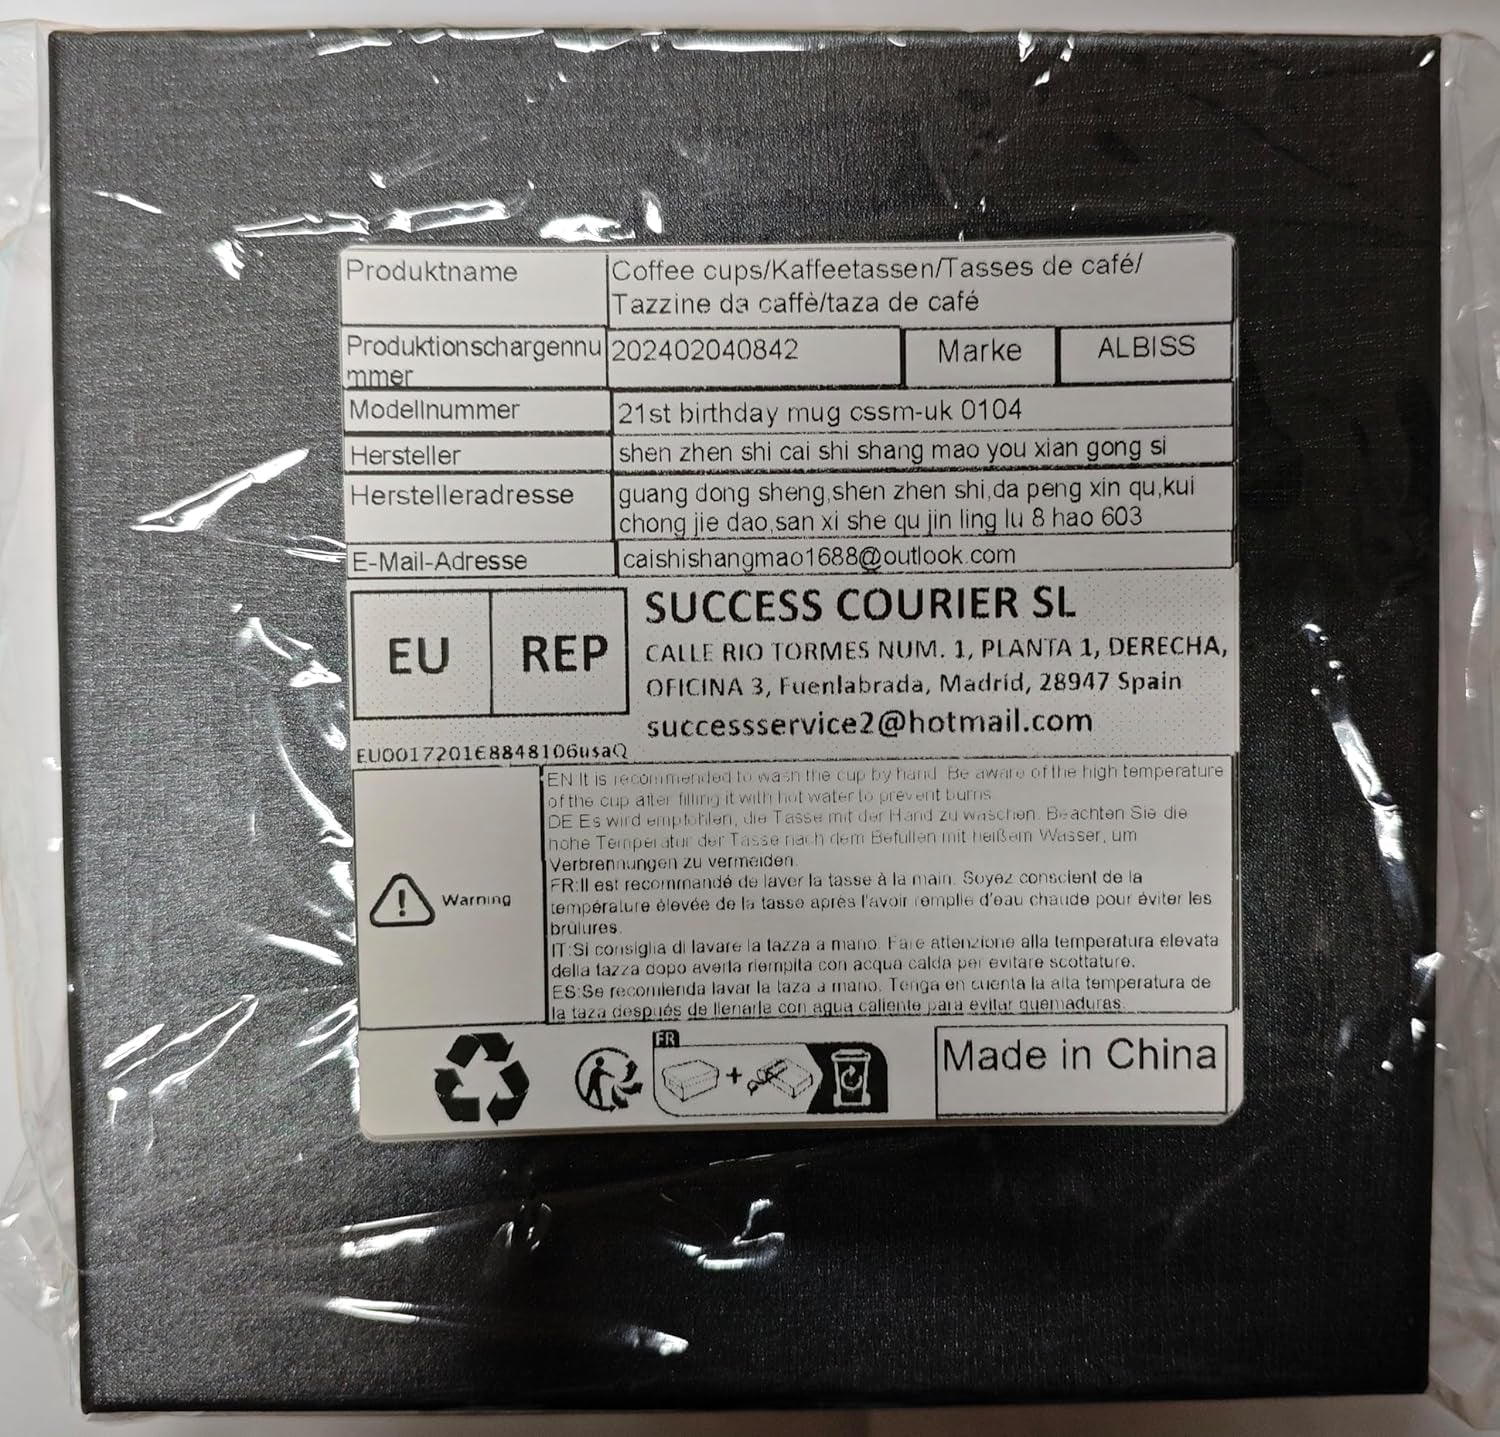 Produktname
Coffee cups/Kaffeetassen/Tasses de café/
Tazzine da caffè/taza de café
Produktionschargennu
mmer
202402040842
Marke
ALBISS
Modellnummer
21st birthday mug cssm-uk 0104
Hersteller
shen zhen shi cai shi shang mao you xian gong si
Herstelleradresse
guang dong sheng,shen zhen shi,da peng xin qu,kui
chong jie dao,san xi she qu jin ling lu 8 hao 603
E-Mail-Adresse
caishishangmao1688@outlook.com
EU REP
SUCCESS COURIER SL
CALLE RIO TORMES NUM. 1, PLANTA 1, DERECHA,
OFICINA 3, Fuenlabrada, Madrid, 28947 Spain
successservice2@hotmail.com
EU0017201E8848106usaQ
Warning
EN:It is recommended to wash the cup by hand. Be aware of the high temperature
of the cup after filling it with hot water to prevent burns.
DE Es wird empfohlen, die Tasse mit der Hand zu waschen. Beachten Sie die
hohe Temperatur der Tasse nach dem Befüllen mit heißem Wasser, um
Verbrennungen zu vermeiden.
FR:Il est recommandé de laver la tasse à la main. Soyez conscient de la
température élevée de la tasse après l'avoir remplie d'eau chaude pour éviter les
brûlures.
IT:Si consiglia di lavare la tazza a mano. Fare attenzione alla temperatura elevata
della tazza dopo averla riempita con acqua calda per evitare scottature.
ES:Se recomienda lavar la taza a mano. Tenga en cuenta la alta temperatura de
la taza después de llenarla con agua caliente para evitar quemaduras.
FR
+
Made in China